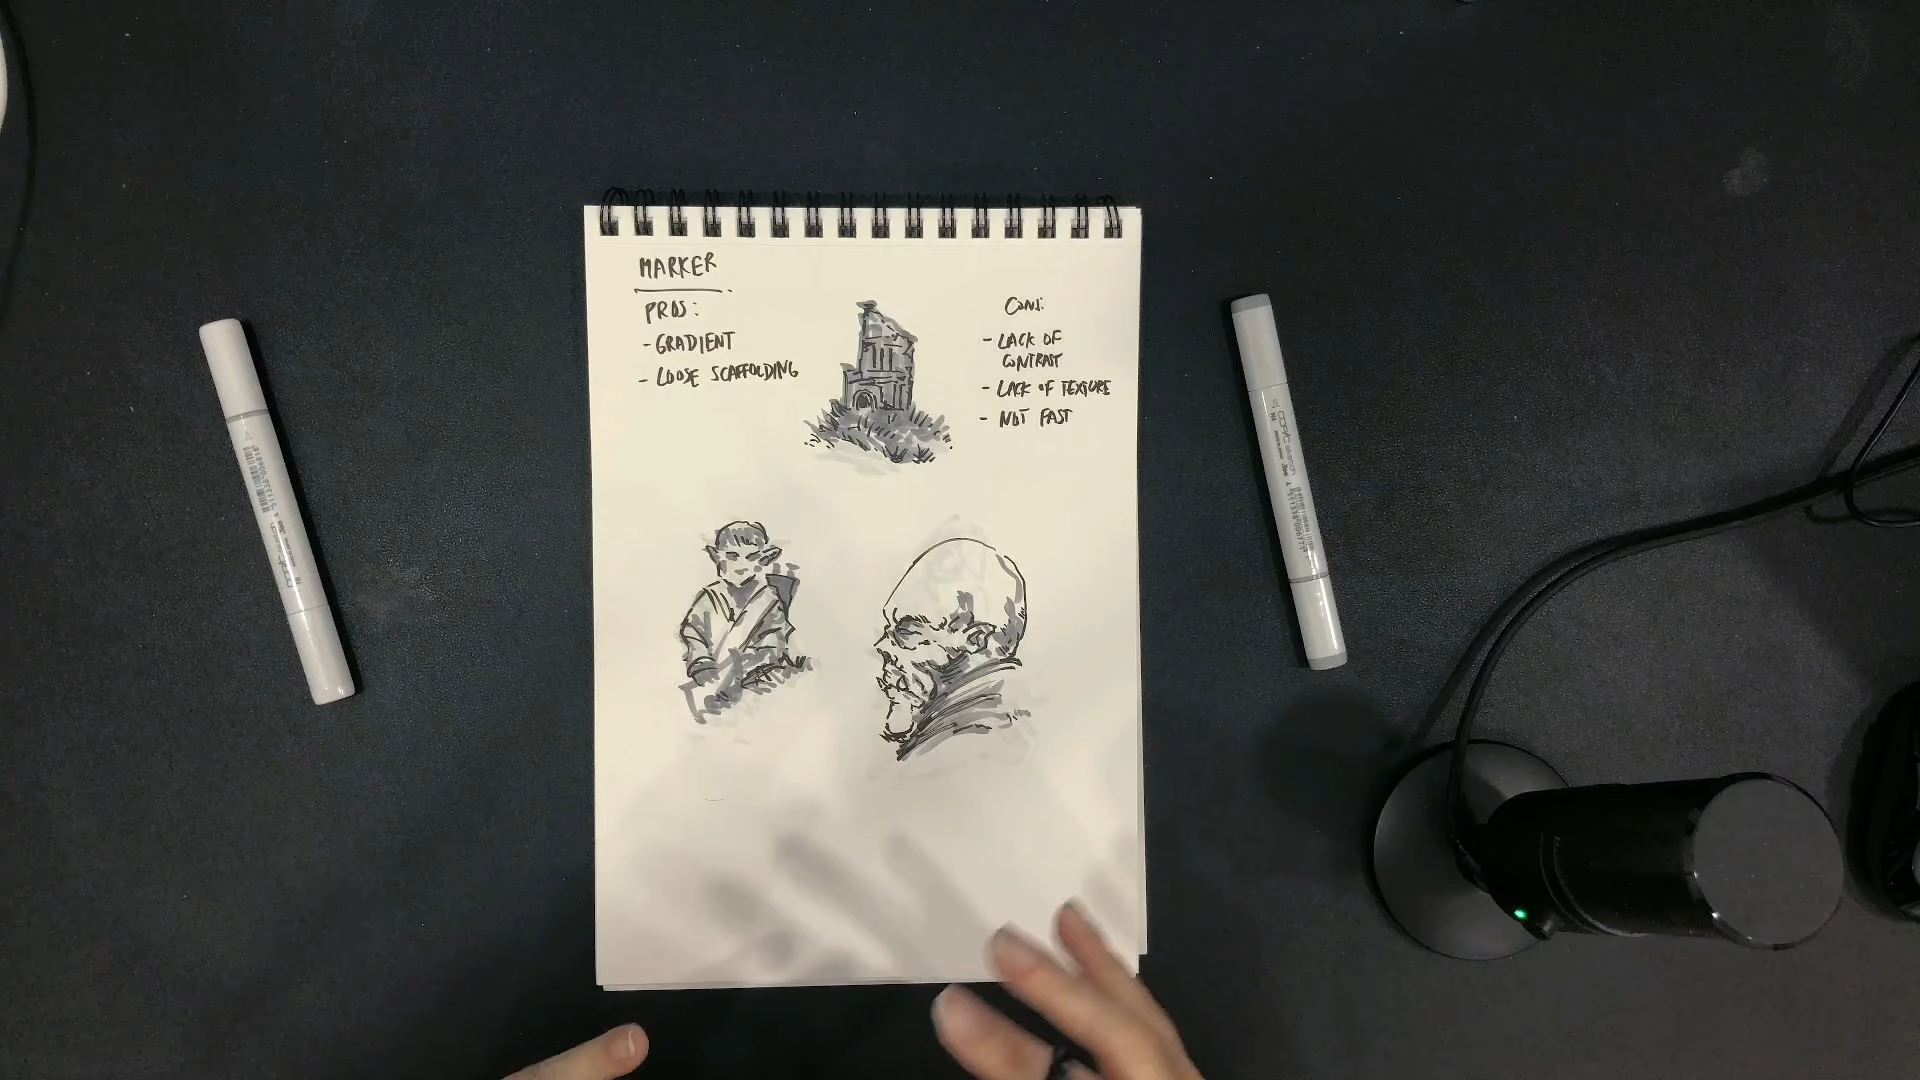 MARKER
PROS:
- GRADIENT
- LOOSE SCAFFOLDING
CONS:
- LACK OF
CONTRAST
- LACK OF TEXTURE
- NOT FAST